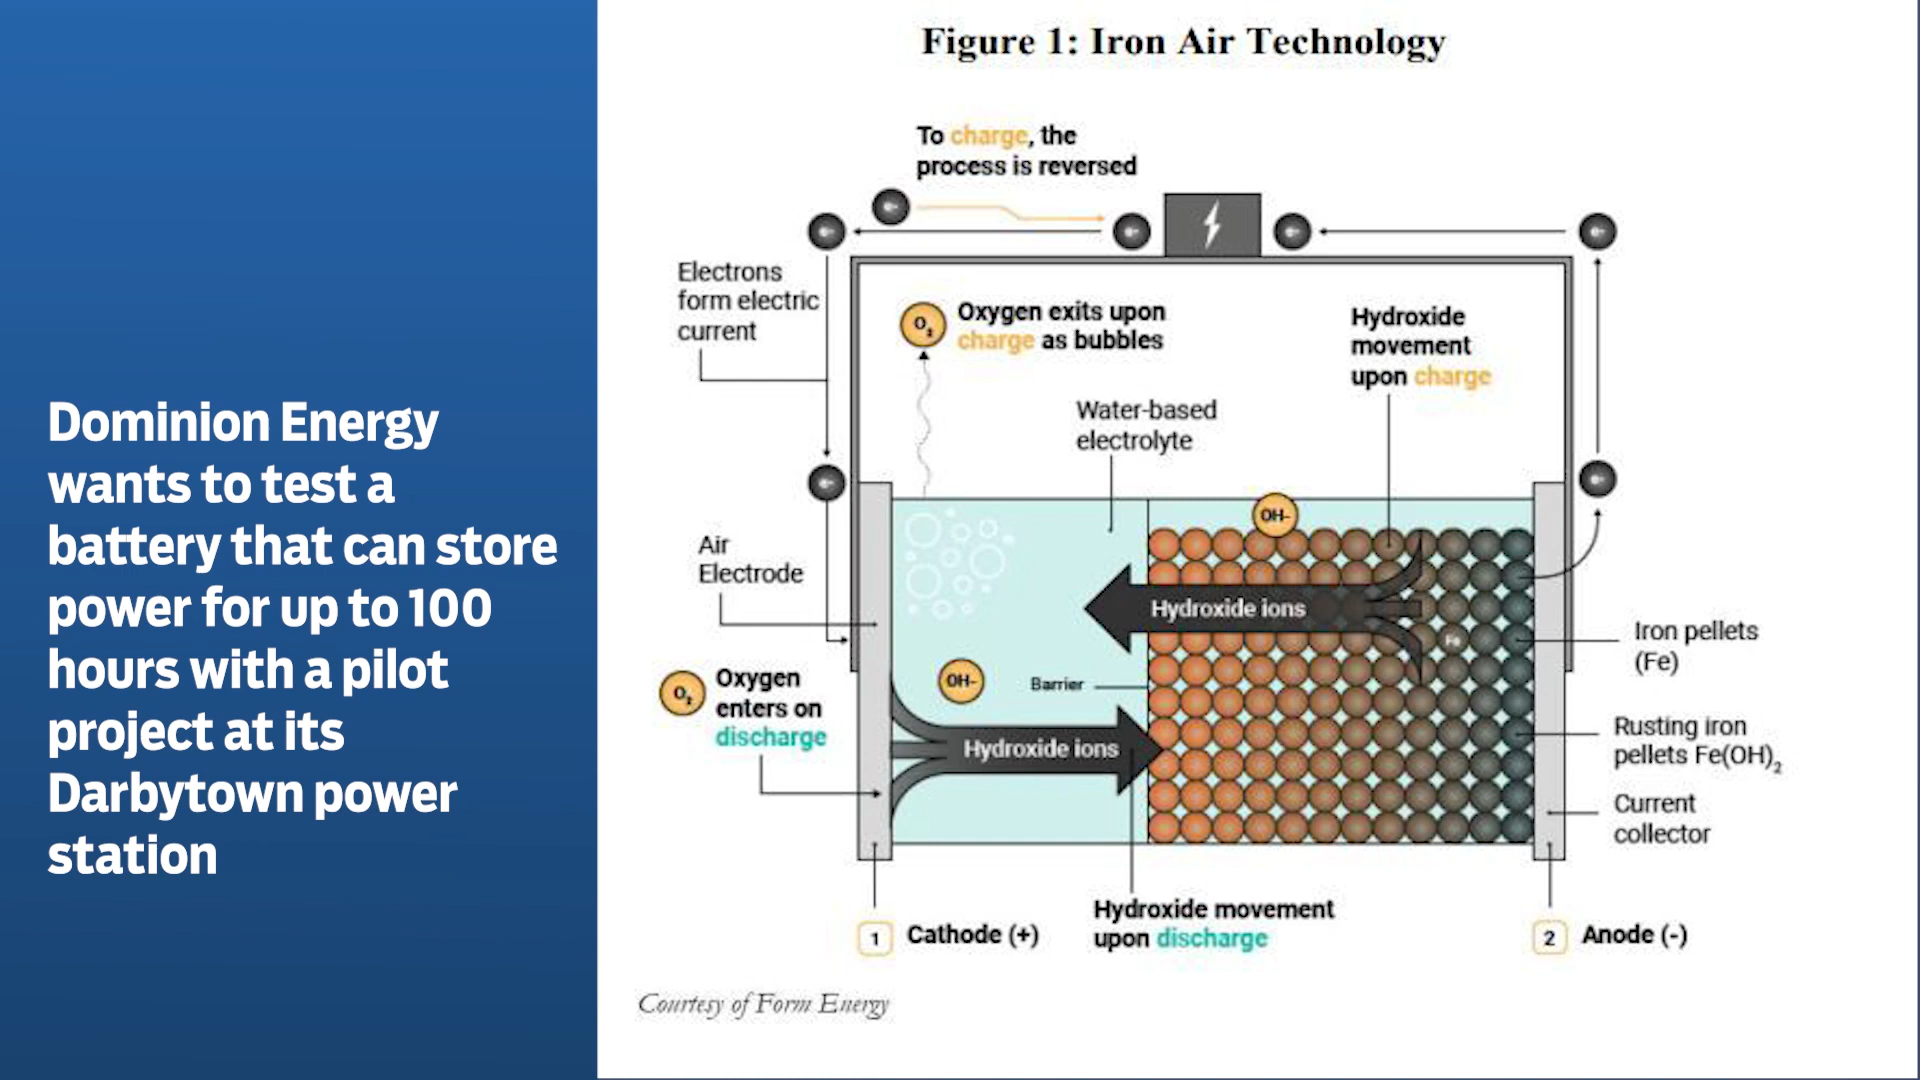 Dominion Energy
wants to test a
battery that can store
power for up to 100
hours with a pilot
project at its
Darbytown power
station
Figure 1: Iron Air Technology
To charge, the
process is reversed
e-
e-
e-
e-
e-
Electrons
form electric
current
O2
Oxygen exits upon
charge as bubbles
Hydroxide
movement
upon charge
Water-based
electrolyte
e-
e-
OH-
Air
Electrode
Hydroxide ions
Fe
Iron pellets
(Fe)
O2
Oxygen
enters on
discharge
OH-
Barrier
Hydroxide ions
Rusting iron
pellets Fe(OH)2
Current
collector
Hydroxide movement
upon discharge
1 Cathode (+)
2 Anode (-)
Courtesy of Form Energy